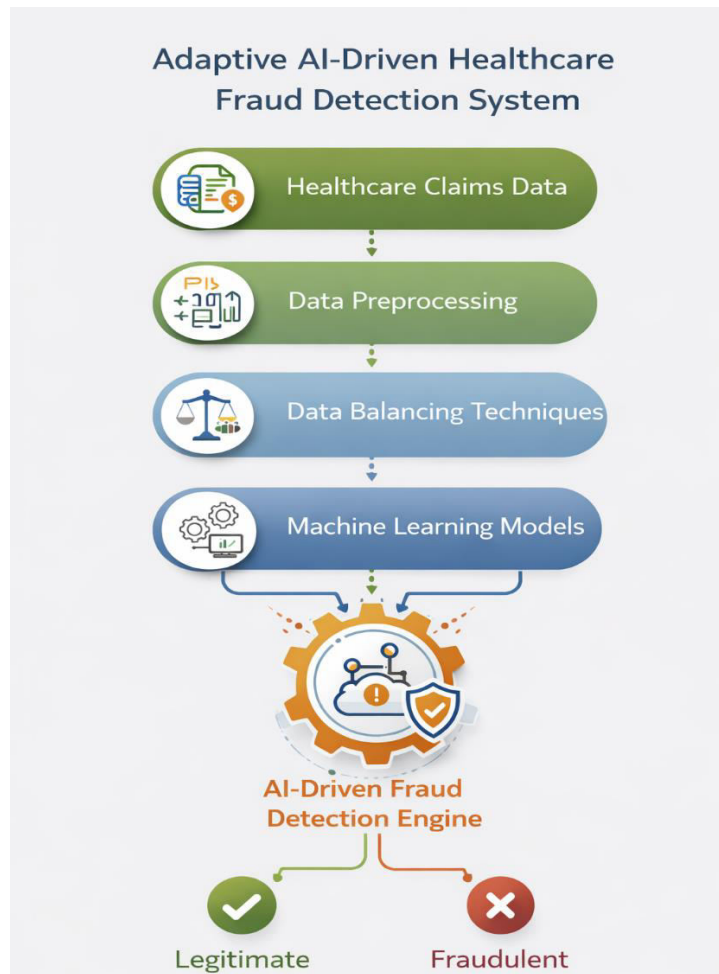 Adaptive AI-Driven Healthcare
Fraud Detection System
Healthcare Claims Data
$
Data Preprocessing
Data Balancing Techniques
Machine Learning Models
!
AI-Driven Fraud
Detection Engine
Legitimate
Fraudulent